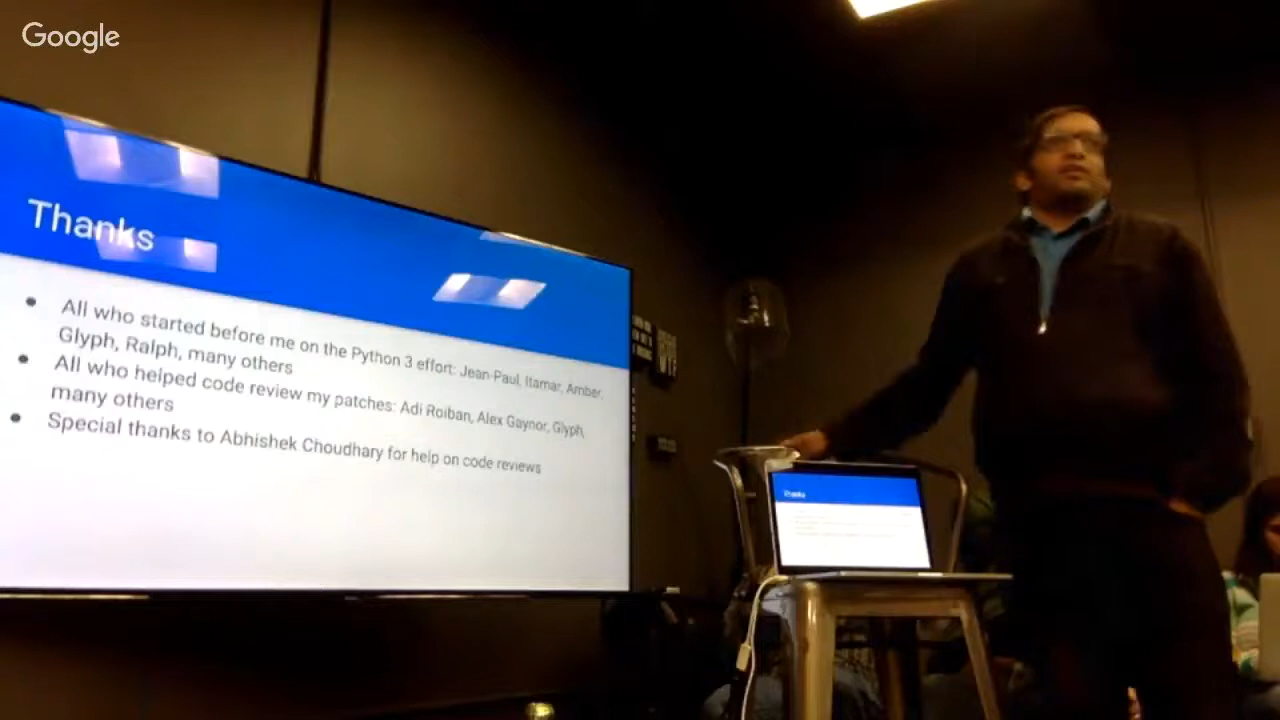 Google
Thanks
All who started before me on the Python 3 effort: Jean-Paul, Itamar, Amber,
Glyph, Ralph, many others
All who helped code review my patches: Adi Roiban, Alex Gaynor, Glyph,
many others
Special thanks to Abhishek Choudhary for help on code reviews
Thanks